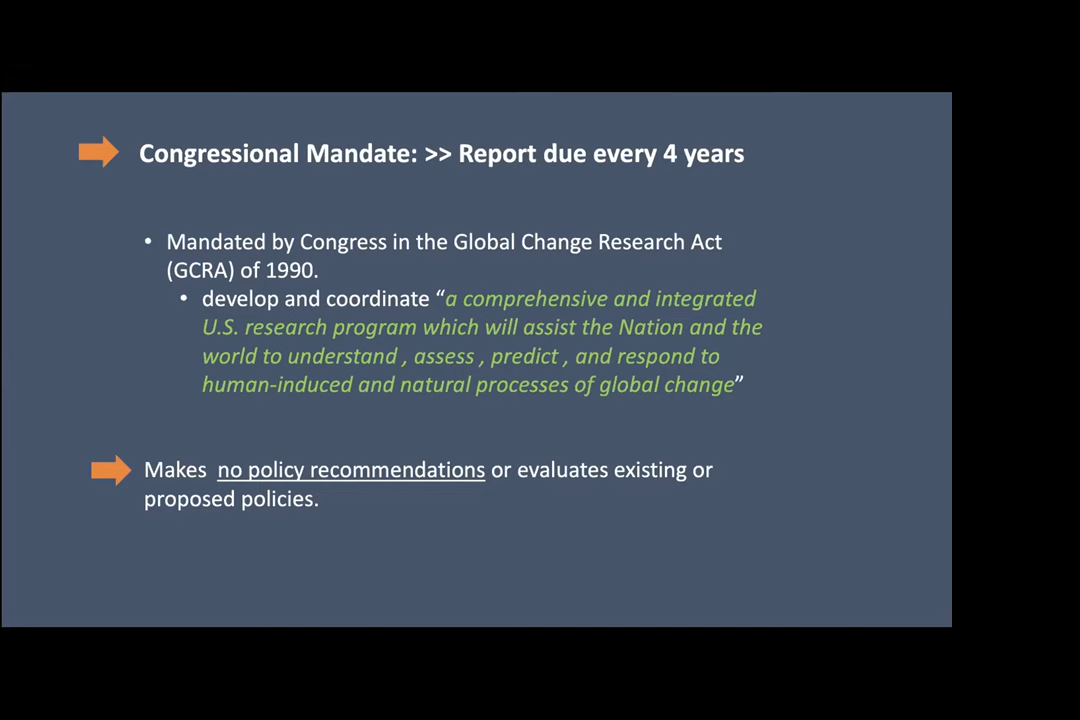 Congressional Mandate: >> Report due every 4 years
• Mandated by Congress in the Global Change Research Act
(GCRA) of 1990.
• develop and coordinate “a comprehensive and integrated
U.S. research program which will assist the Nation and the
world to understand , assess , predict , and respond to
human-induced and natural processes of global change”
Makes no policy recommendations or evaluates existing or
proposed policies.